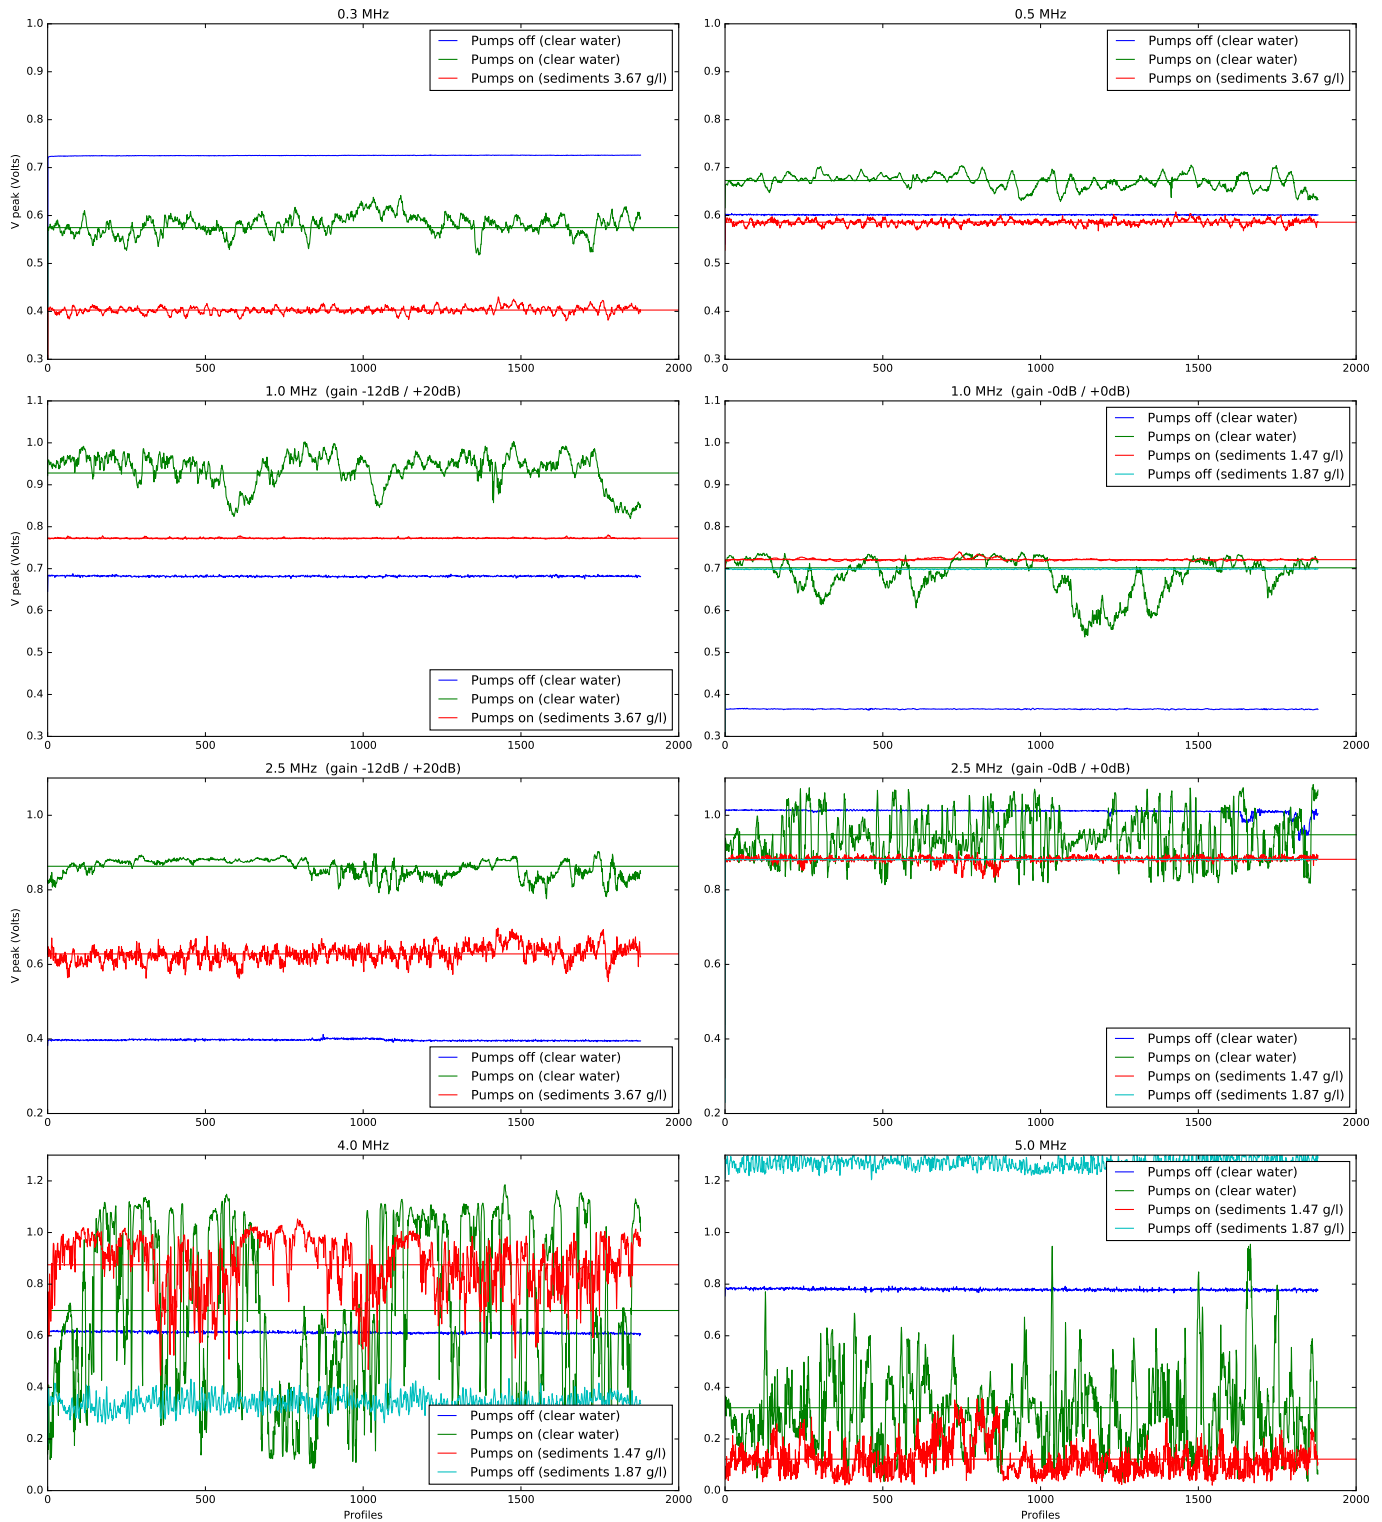 0.3 MHz
1.0
0.9
0.8
0.7
0.6
0.5
0.4
0.3
V peak (Volts)
Pumps off (clear water)
Pumps on (clear water)
Pumps on (sediments 3.67 g/l)
0 500 1000 1500 2000
0.5 MHz
1.0
0.9
0.8
0.7
0.6
0.5
0.4
0.3
Pumps off (clear water)
Pumps on (clear water)
Pumps on (sediments 3.67 g/l)
0 500 1000 1500 2000
1.0 MHz (gain -12dB / +20dB)
1.1
1.0
0.9
0.8
0.7
0.6
0.5
0.4
0.3
V peak (Volts)
Pumps off (clear water)
Pumps on (clear water)
Pumps on (sediments 3.67 g/l)
0 500 1000 1500 2000
1.0 MHz (gain -0dB / +0dB)
1.1
1.0
0.9
0.8
0.7
0.6
0.5
0.4
0.3
Pumps off (clear water)
Pumps on (clear water)
Pumps on (sediments 1.47 g/l)
Pumps off (sediments 1.87 g/l)
0 500 1000 1500 2000
2.5 MHz (gain -12dB / +20dB)
1.0
0.8
0.6
0.4
0.2
V peak (Volts)
Pumps off (clear water)
Pumps on (clear water)
Pumps on (sediments 3.67 g/l)
0 500 1000 1500 2000
2.5 MHz (gain -0dB / +0dB)
1.0
0.8
0.6
0.4
0.2
Pumps off (clear water)
Pumps on (clear water)
Pumps on (sediments 1.47 g/l)
Pumps off (sediments 1.87 g/l)
0 500 1000 1500 2000
4.0 MHz
1.2
1.0
0.8
0.6
0.4
0.2
0.0
Pumps off (clear water)
Pumps on (clear water)
Pumps on (sediments 1.47 g/l)
Pumps off (sediments 1.87 g/l)
0 500 1000 1500 2000
Profiles
5.0 MHz
1.2
1.0
0.8
0.6
0.4
0.2
0.0
Pumps off (clear water)
Pumps on (clear water)
Pumps on (sediments 1.47 g/l)
Pumps off (sediments 1.87 g/l)
0 500 1000 1500 2000
Profiles